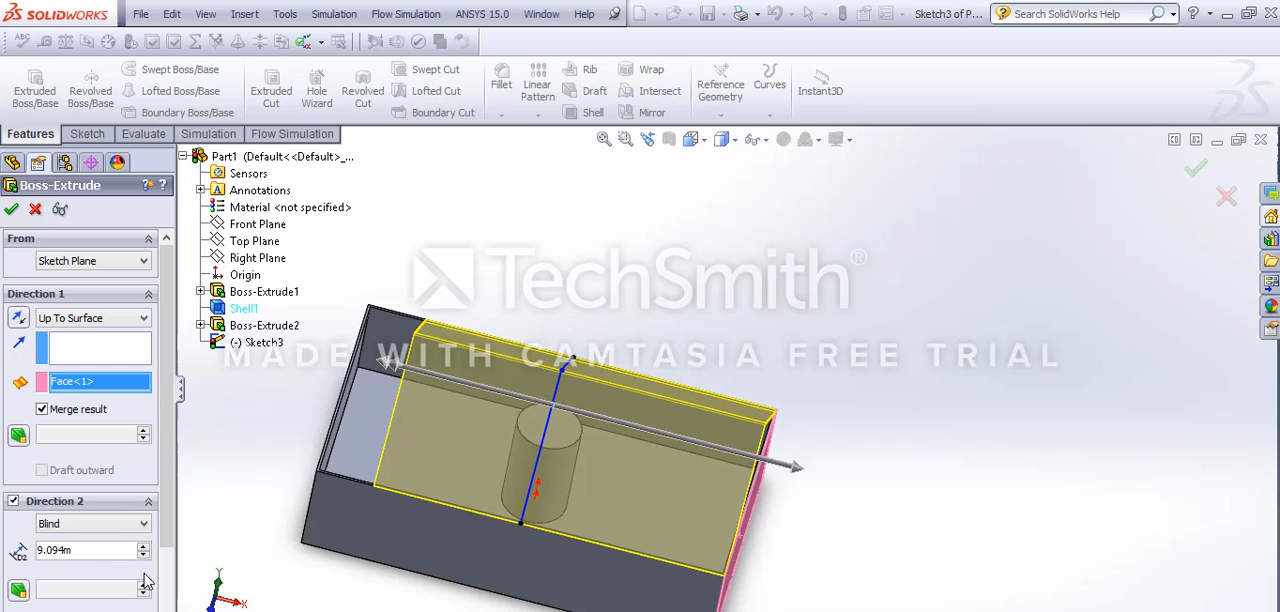 SOLIDWORKS File Edit View Insert Tools Simulation Flow Simulation ANSYS 15.0 Window Help Sketch3 of P... Search SolidWorks Help
Extruded Boss/Base
Revolved Boss/Base
Swept Boss/Base
Lofted Boss/Base
Boundary Boss/Base
Extruded Cut
Hole Wizard
Revolved Cut
Swept Cut
Lofted Cut
Boundary Cut
Fillet
Linear Pattern
Rib
Draft
Shell
Wrap
Intersect
Mirror
Reference Geometry
Curves
Instant3D
Features Sketch Evaluate Simulation Flow Simulation
Boss-Extrude
From
Sketch Plane
Direction 1
Up To Surface
Face<1>
Merge result
Draft outward
Direction 2
Blind
9.094m
Part1 (Default<<Default>_...
Sensors
Annotations
Material <not specified>
Front Plane
Top Plane
Right Plane
Origin
Boss-Extrude1
Shell1
Boss-Extrude2
(-) Sketch3
TechSmith®
MADE WITH CAMTASIA FREE TRIAL
Y
X